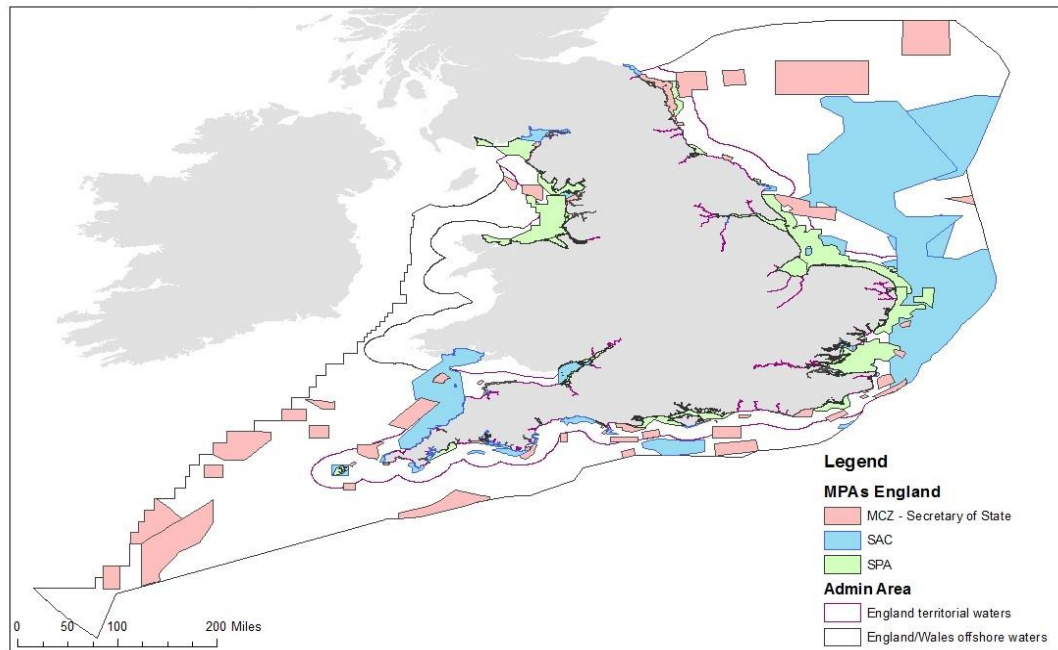 Legend
MPAs England
MCZ - Secretary of State
SAC
SPA
Admin Area
England territorial waters
England/Wales offshore waters
0 50 100 200 Miles